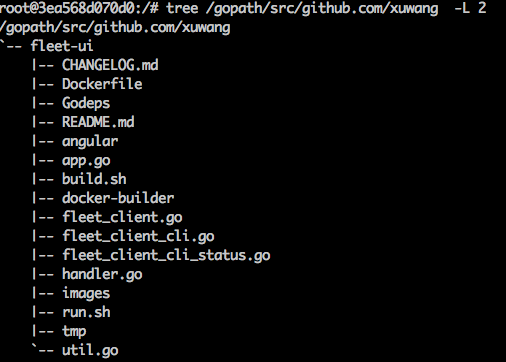 root@3ea568d070d0:/# tree /gopath/src/github.com/xuwang  -L 2
/gopath/src/github.com/xuwang
`-- fleet-ui
    |-- CHANGELOG.md
    |-- Dockerfile
    |-- Godeps
    |-- README.md
    |-- angular
    |-- app.go
    |-- build.sh
    |-- docker-builder
    |-- fleet_client.go
    |-- fleet_client_cli.go
    |-- fleet_client_cli_status.go
    |-- handler.go
    |-- images
    |-- run.sh
    |-- tmp
    `-- util.go